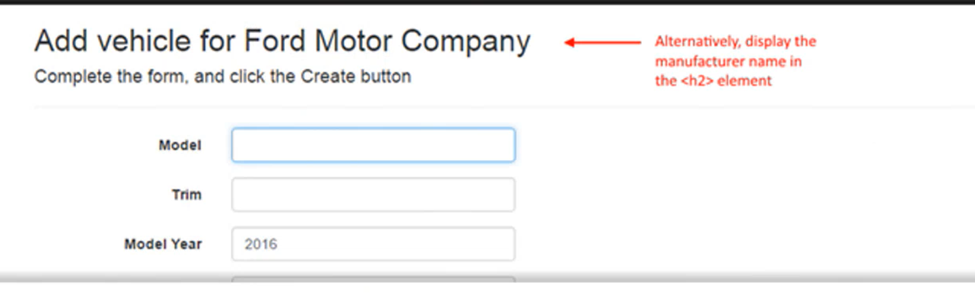 Add vehicle for Ford Motor Company
Complete the form, and click the Create button
Alternatively, display the
manufacturer name in
the <h2> element
Model
Trim
Model Year 2016